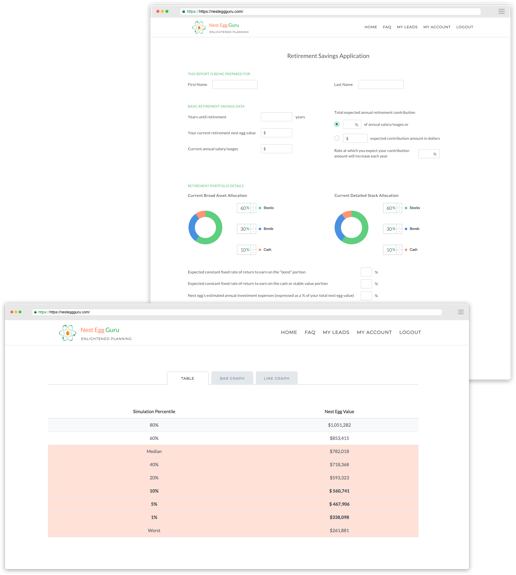 https://nesteggguru.com/
Nest Egg Guru
ENLIGHTENED PLANNING
HOME FAQ MY LEADS MY ACCOUNT LOGOUT
Retirement Savings Application
THIS REPORT IS BEING PREPARED FOR
First Name Last Name
BASIC RETIREMENT SAVINGS DATA
Years until retirement years
Your current retirement nest egg value $
Current annual salary/wages $
Total expected annual retirement contribution:
% of annual salary/wages or
$ expected contribution amount in dollars
Rate at which you expect your contribution
amount will increase each year %
RETIREMENT PORTFOLIO DETAILS
Current Broad Asset Allocation
60% Stocks
30% Bonds
10% Cash
Current Detailed Stock Allocation
60% Stocks
30% Bonds
10% Cash
Expected constant fixed rate of return to earn on the "bond" portion %
Expected constant fixed rate of return to earn on the cash or stable value portion %
Nest egg's estimated annual investment expenses (expressed as a % of your total nest egg value) %
https://nesteggguru.com/
Nest Egg Guru
ENLIGHTENED PLANNING
HOME FAQ MY LEADS MY ACCOUNT LOGOUT
TABLE BAR GRAPH LINE GRAPH
Simulation Percentile Nest Egg Value
80% $1,051,282
60% $853,415
Median $782,018
40% $718,368
20% $593,323
10% $ 560,741
5% $ 467,906
1% $338,098
Worst $261,881